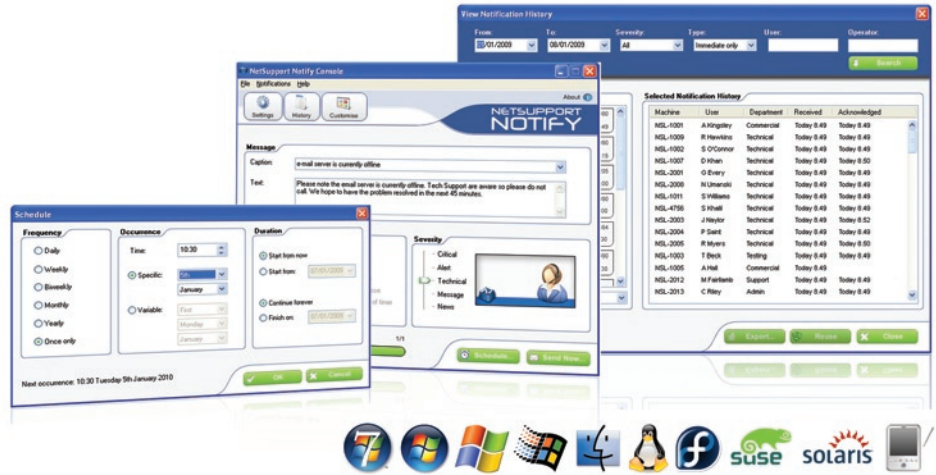 View Notification History
From:
To:
Severity:
Type:
User:
Operator:
/01/2009
08/01/2009
All
Immediate only
Search
Selected Notification History
Machine User Department Received Acknowledged
NSL-1001 A Kingsley Commercial Today 8.49 Today 8.49
NSL-1009 R Hawkins Technical Today 8.49 Today 8.49
NSL-1002 S O'Connor Technical Today 8.49 Today 8.49
NSL-1007 D Khan Technical Today 8.49 Today 8.50
NSL-2001 G Every Technical Today 8.49 Today 8.49
NSL-2008 N Umanski Technical Today 8.49 Today 8.49
NSL-1011 S Williams Technical Today 8.49 Today 8.49
NSL-4756 S Khalil Technical Today 8.49 Today 8.49
NSL-2003 J Naylor Technical Today 8.49 Today 8.52
NSL-2004 P Saint Technical Today 8.49 Today 8.49
NSL-2005 R Myers Technical Today 8.49 Today 8.50
NSL-1003 T Beck Testing Today 8.49 Today 8.49
NSL-1005 A Hall Commercial Today 8.49
NSL-2012 M Fairlamb Support Today 8.49 Today 8.49
NSL-2013 C Riley Admin Today 8.49 Today 8.49
Export...
Reuse
Close
NetSupport Notify Console
File Notifications Help
About
Settings
History
Customise
NETSUPPORT
NOTIFY
Message
Caption:
e-mail server is currently offline
Text:
Please note the email server is currently offline. Tech Support are aware so please do not
call. We hope to have the problem resolved in the next 45 minutes.
Severity
Critical
Alert
Technical
Message
News
1/1
Schedule...
Send Now...
Schedule
Frequency
Daily
Weekly
Biweekly
Monthly
Yearly
Once only
Occurrence
Time: 10:30
Specific: 5th
January
Variable: First
Monday
January
Duration
Start from now
Start from: 07/01/2009
Continue forever
Finish on: 07/01/2009
Next occurrence: 10:30 Tuesday 5th January 2010
OK
Cancel
7
SUSE
solaris